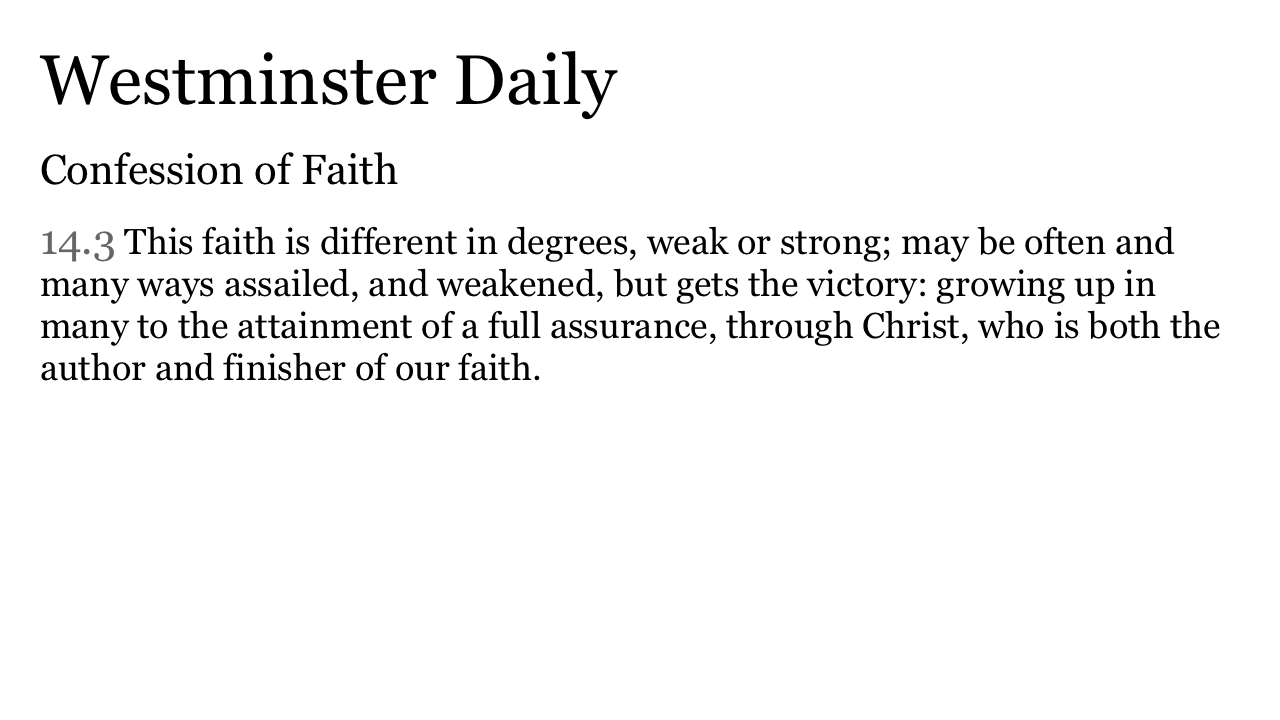 Westminster Daily
Confession of Faith
14.3 This faith is different in degrees, weak or strong; may be often and
many ways assailed, and weakened, but gets the victory: growing up in
many to the attainment of a full assurance, through Christ, who is both the
author and finisher of our faith.